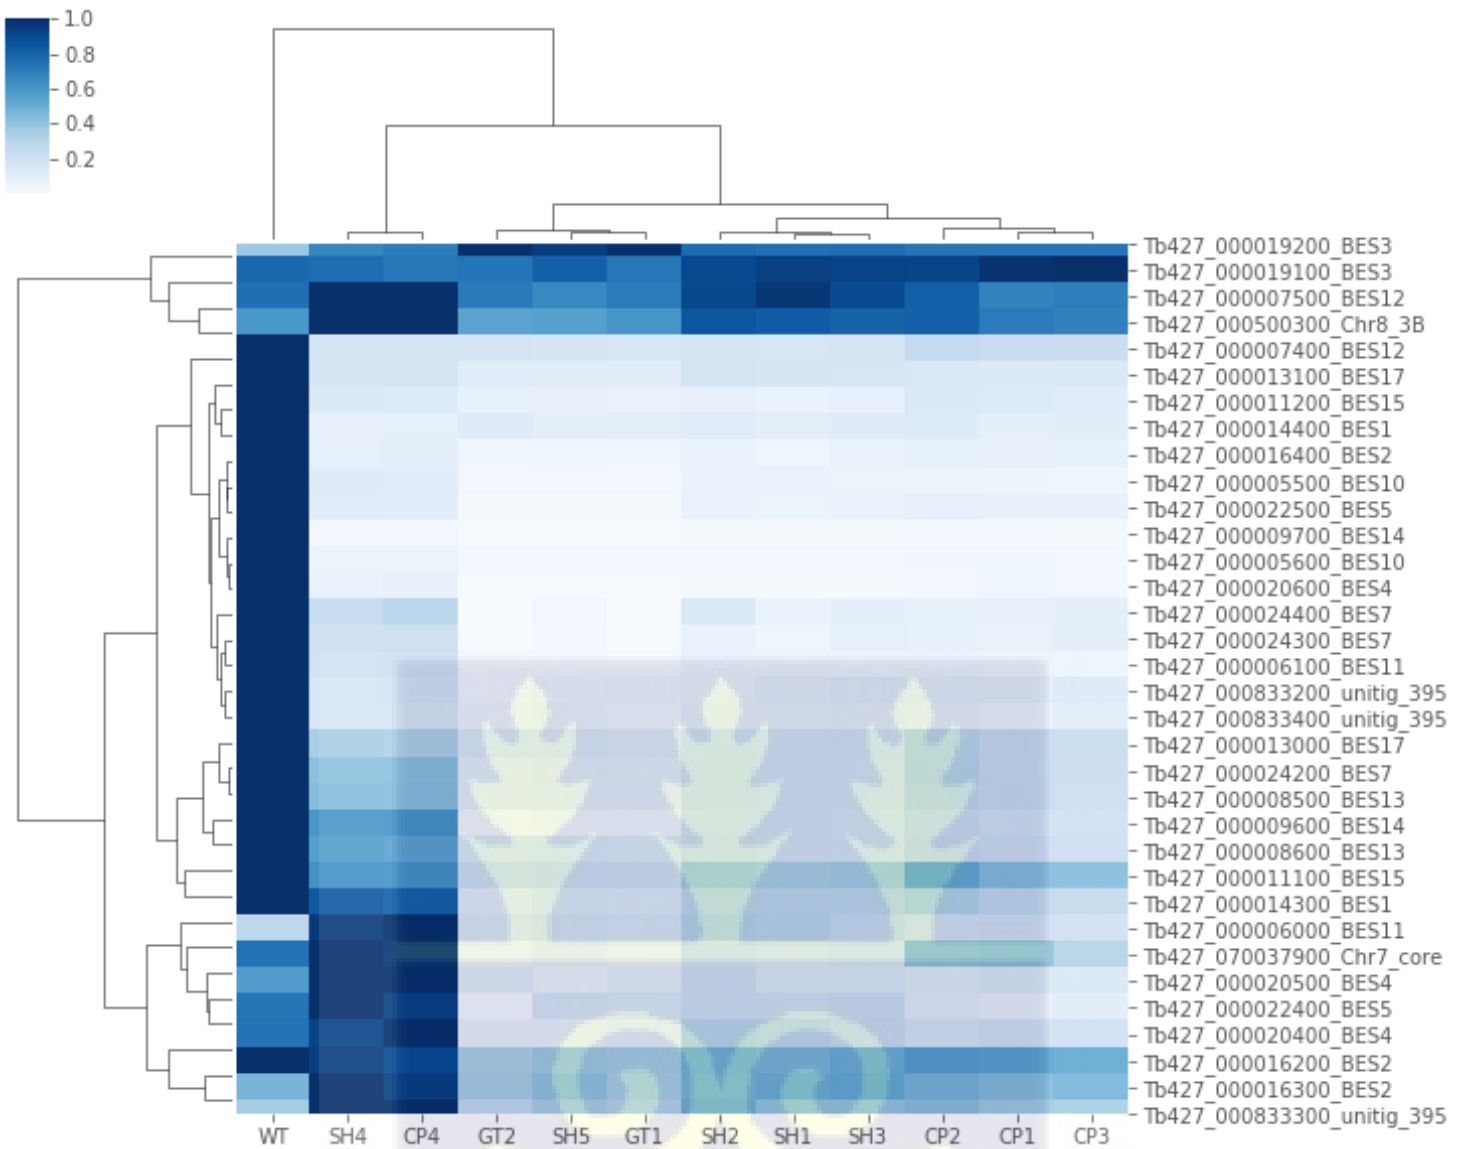 1.0
0.8
0.6
0.4
0.2
Tb427_000019200_BES3
Tb427_000019100_BES3
Tb427_000007500_BES12
Tb427_000500300_Chr8_3B
Tb427_000007400_BES12
Tb427_000013100_BES17
Tb427_000011200_BES15
Tb427_000014400_BES1
Tb427_000016400_BES2
Tb427_000005500_BES10
Tb427_000022500_BES5
Tb427_000009700_BES14
Tb427_000005600_BES10
Tb427_000020600_BES4
Tb427_000024400_BES7
Tb427_000024300_BES7
Tb427_000006100_BES11
Tb427_000833200_unitig_395
Tb427_000833400_unitig_395
Tb427_000013000_BES17
Tb427_000024200_BES7
Tb427_000008500_BES13
Tb427_000009600_BES14
Tb427_000008600_BES13
Tb427_000011100_BES15
Tb427_000014300_BES1
Tb427_000006000_BES11
Tb427_070037900_Chr7_core
Tb427_000020500_BES4
Tb427_000022400_BES5
Tb427_000020400_BES4
Tb427_000016200_BES2
Tb427_000016300_BES2
Tb427_000833300_unitig_395
WT SH4 CP4 GT2 SH5 GT1 SH2 SH1 SH3 CP2 CP1 CP3